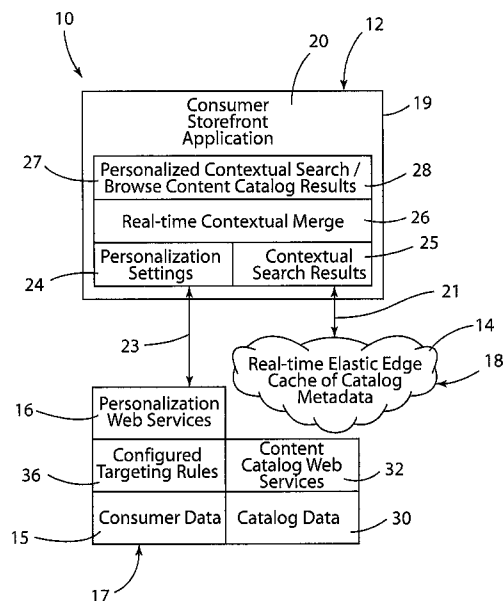 10
20
12
Consumer
Storefront
Application
19
27
Personalized Contextual Search /
Browse Content Catalog Results
28
Real-time Contextual Merge
26
Personalization
Settings
Contextual
Search Results
25
24
21
23
14
Real-time Elastic Edge
Cache of Catalog
Metadata
18
16
Personalization
Web Services
Configured
Targeting Rules
Content
Catalog Web
Services
32
36
Consumer Data
Catalog Data
15
30
17